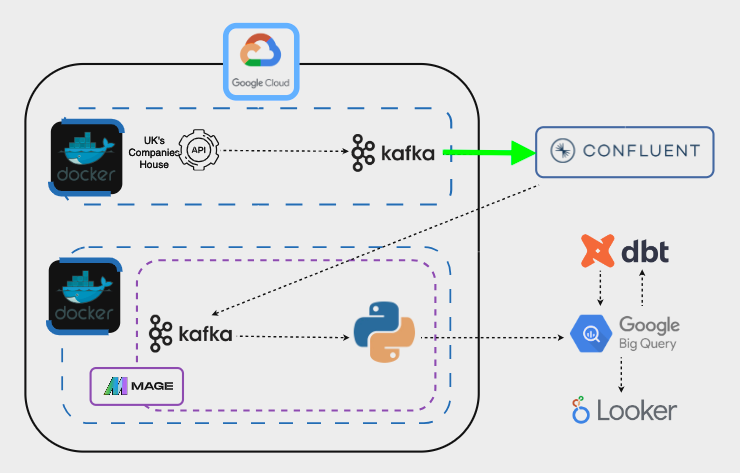 Google Cloud
docker
UK's
Companies
House
API
kafka
CONFLUENT
docker
kafka
MAGE
dbt
Google
Big Query
Looker